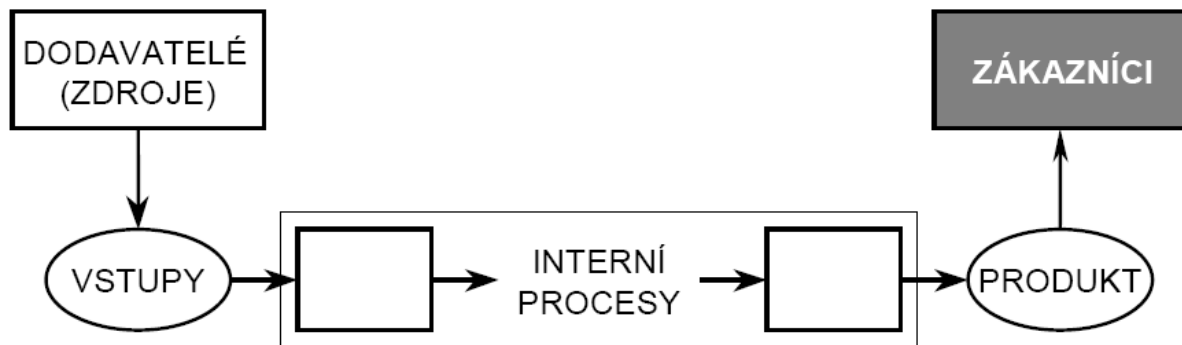 DODAVATELÉ
(ZDROJE)
ZÁKAZNÍCI
VSTUPY
INTERNÍ
PROCESY
PRODUKT